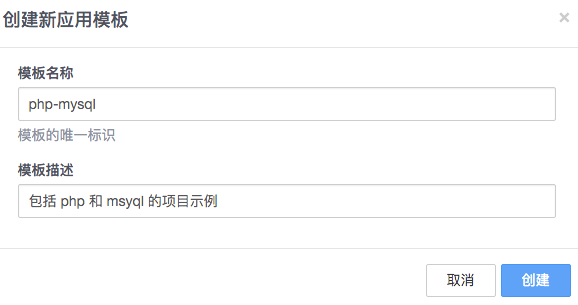 创建新应用模板 ×
模板名称
php-mysql
模板的唯一标识
模板描述
包括 php 和 msyql 的项目示例
取消 创建